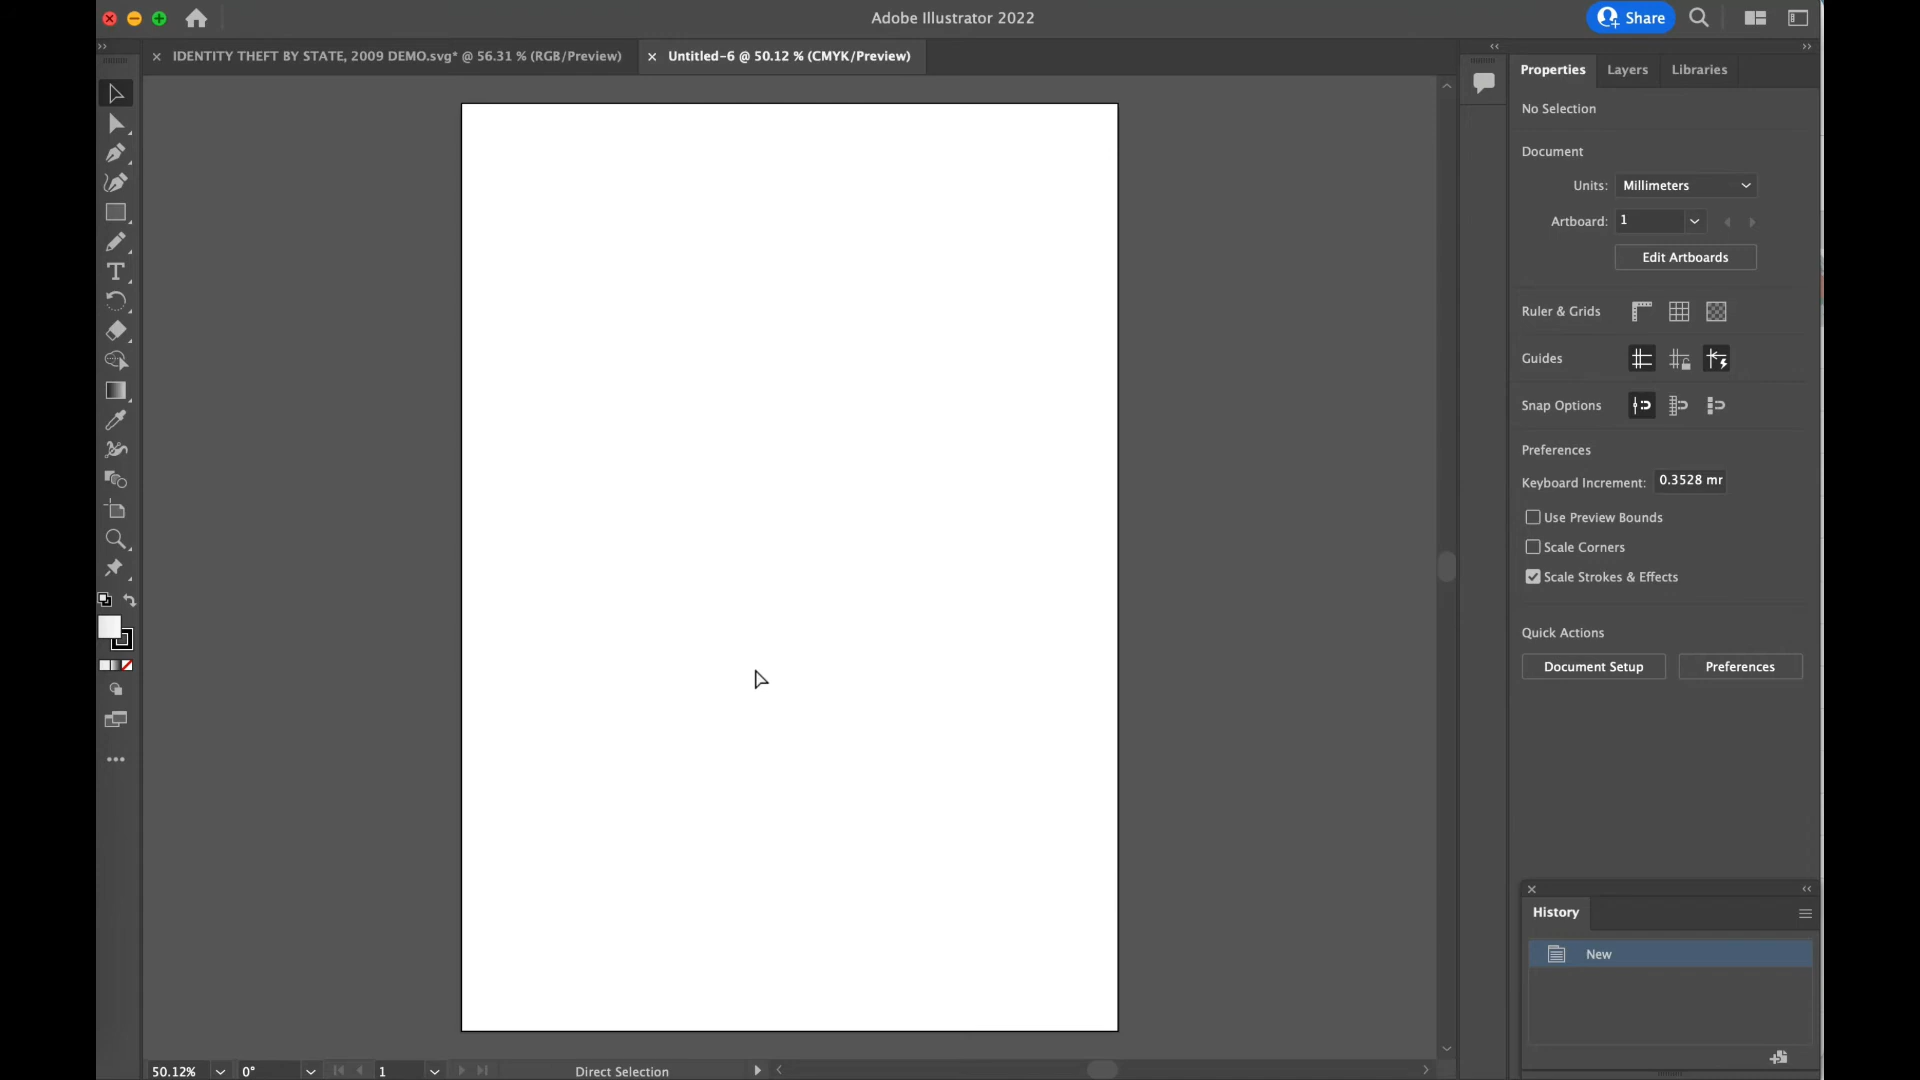 Adobe Illustrator 2022
Share
IDENTITY THEFT BY STATE, 2009 DEMO.svg* @ 56.31 % (RGB/Preview)
Untitled-6 @ 50.12 % (CMYK/Preview)
Properties
Layers
Libraries
No Selection
Document
Units: Millimeters
Artboard: 1
Edit Artboards
Ruler & Grids
Guides
Snap Options
Preferences
Keyboard Increment: 0.3528 mr
Use Preview Bounds
Scale Corners
Scale Strokes & Effects
Quick Actions
Document Setup
Preferences
History
New
50.12%
0°
1
Direct Selection